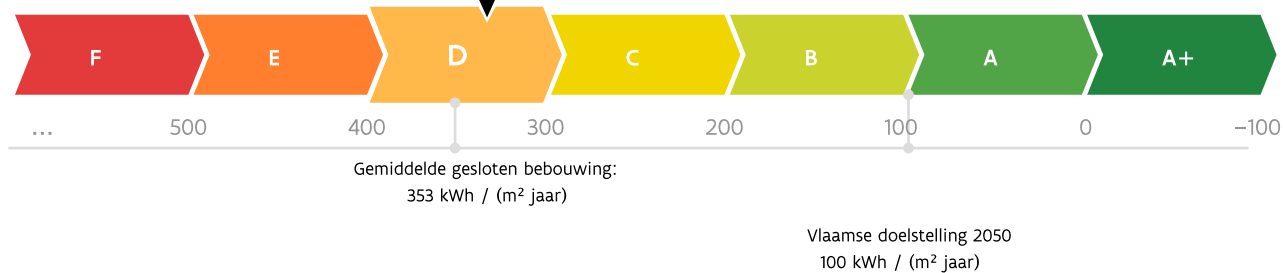 F E D C B A A+
... 500 400 300 200 100 0 −100
Gemiddelde gesloten bebouwing:
353 kWh / (m² jaar)
Vlaamse doelstelling 2050
100 kWh / (m² jaar)